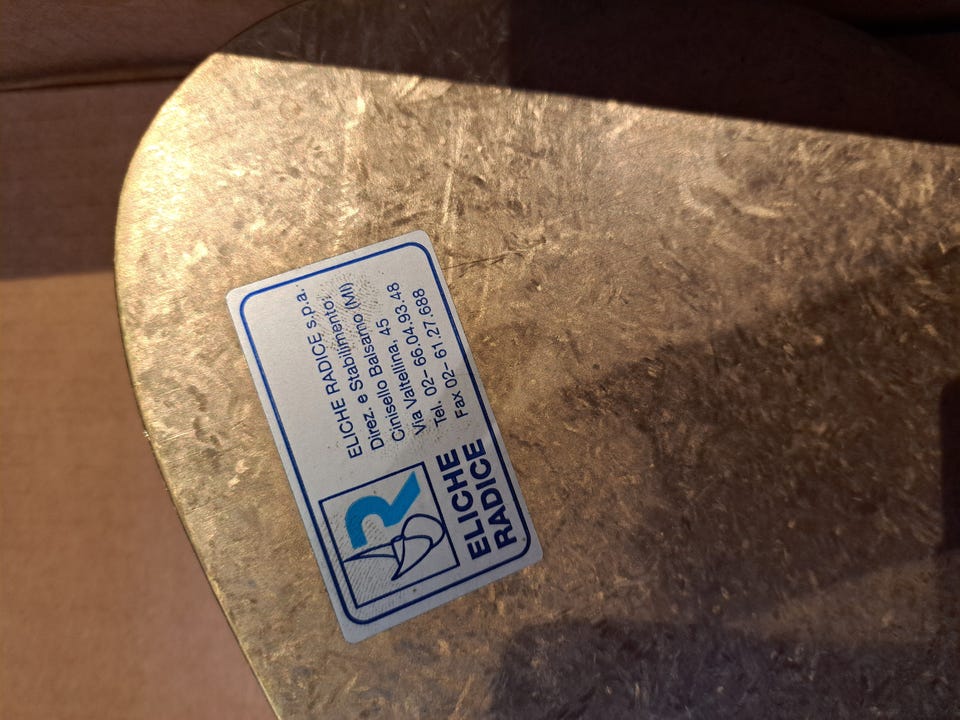 ELICHE RADICE s.p.a.
Direz. e Stabilimento:
Cinisello Balsamo (MI)
Via Valtellina, 45
Tel. 02– 66.04.93.48
Fax 02– 61.27.688
R
ELICHE
RADICE